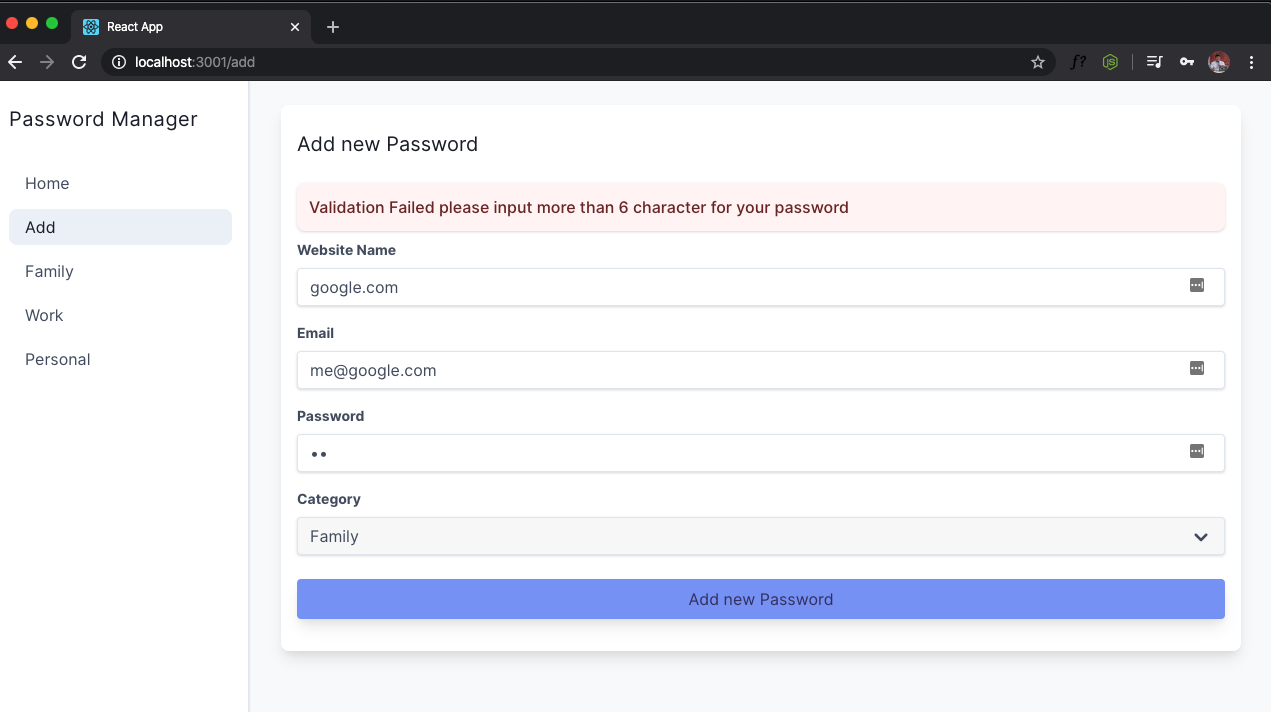 React App
localhost:3001/add
f?
JS
Password Manager
Home
Add
Family
Work
Personal
Add new Password
Validation Failed please input more than 6 character for your password
Website Name
google.com
Email
me@google.com
Password
••
Category
Family
Add new Password